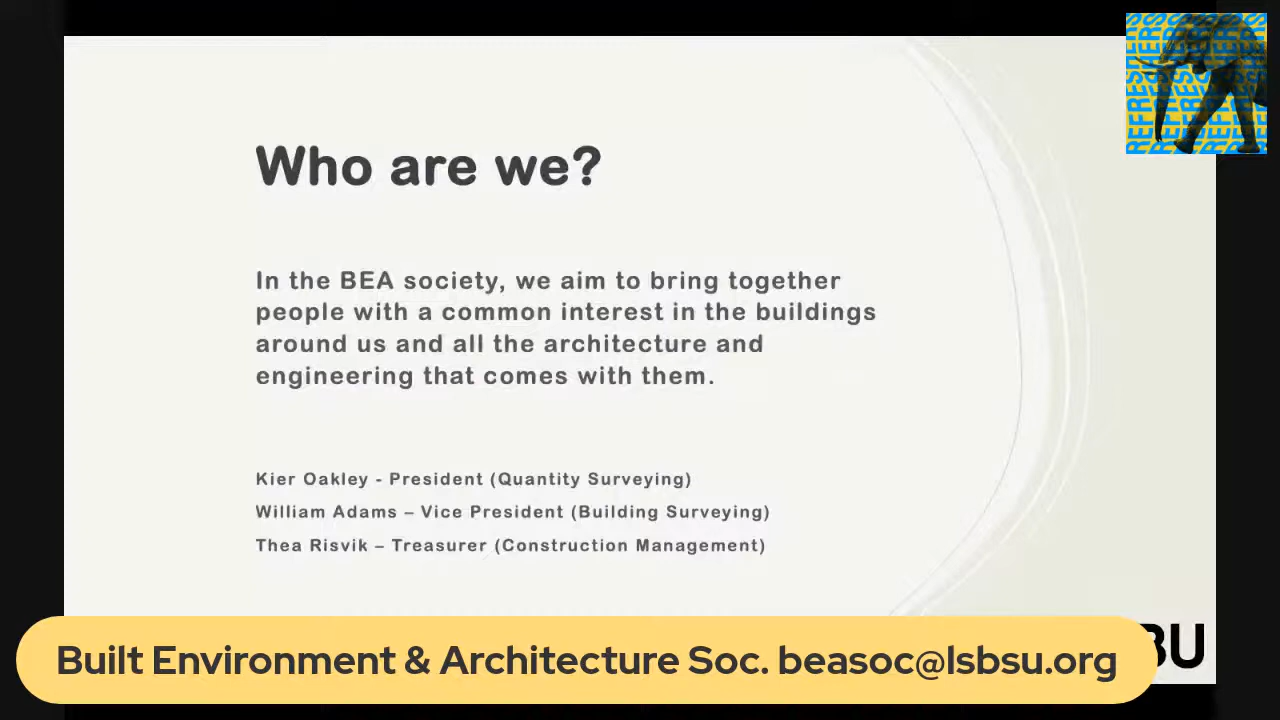 Who are we?
In the BEA society, we aim to bring together
people with a common interest in the buildings
around us and all the architecture and
engineering that comes with them.
Kier Oakley - President (Quantity Surveying)
William Adams – Vice President (Building Surveying)
Thea Risvik – Treasurer (Construction Management)
Built Environment & Architecture Soc. beasoc@lsbsu.org
REFRESHERS